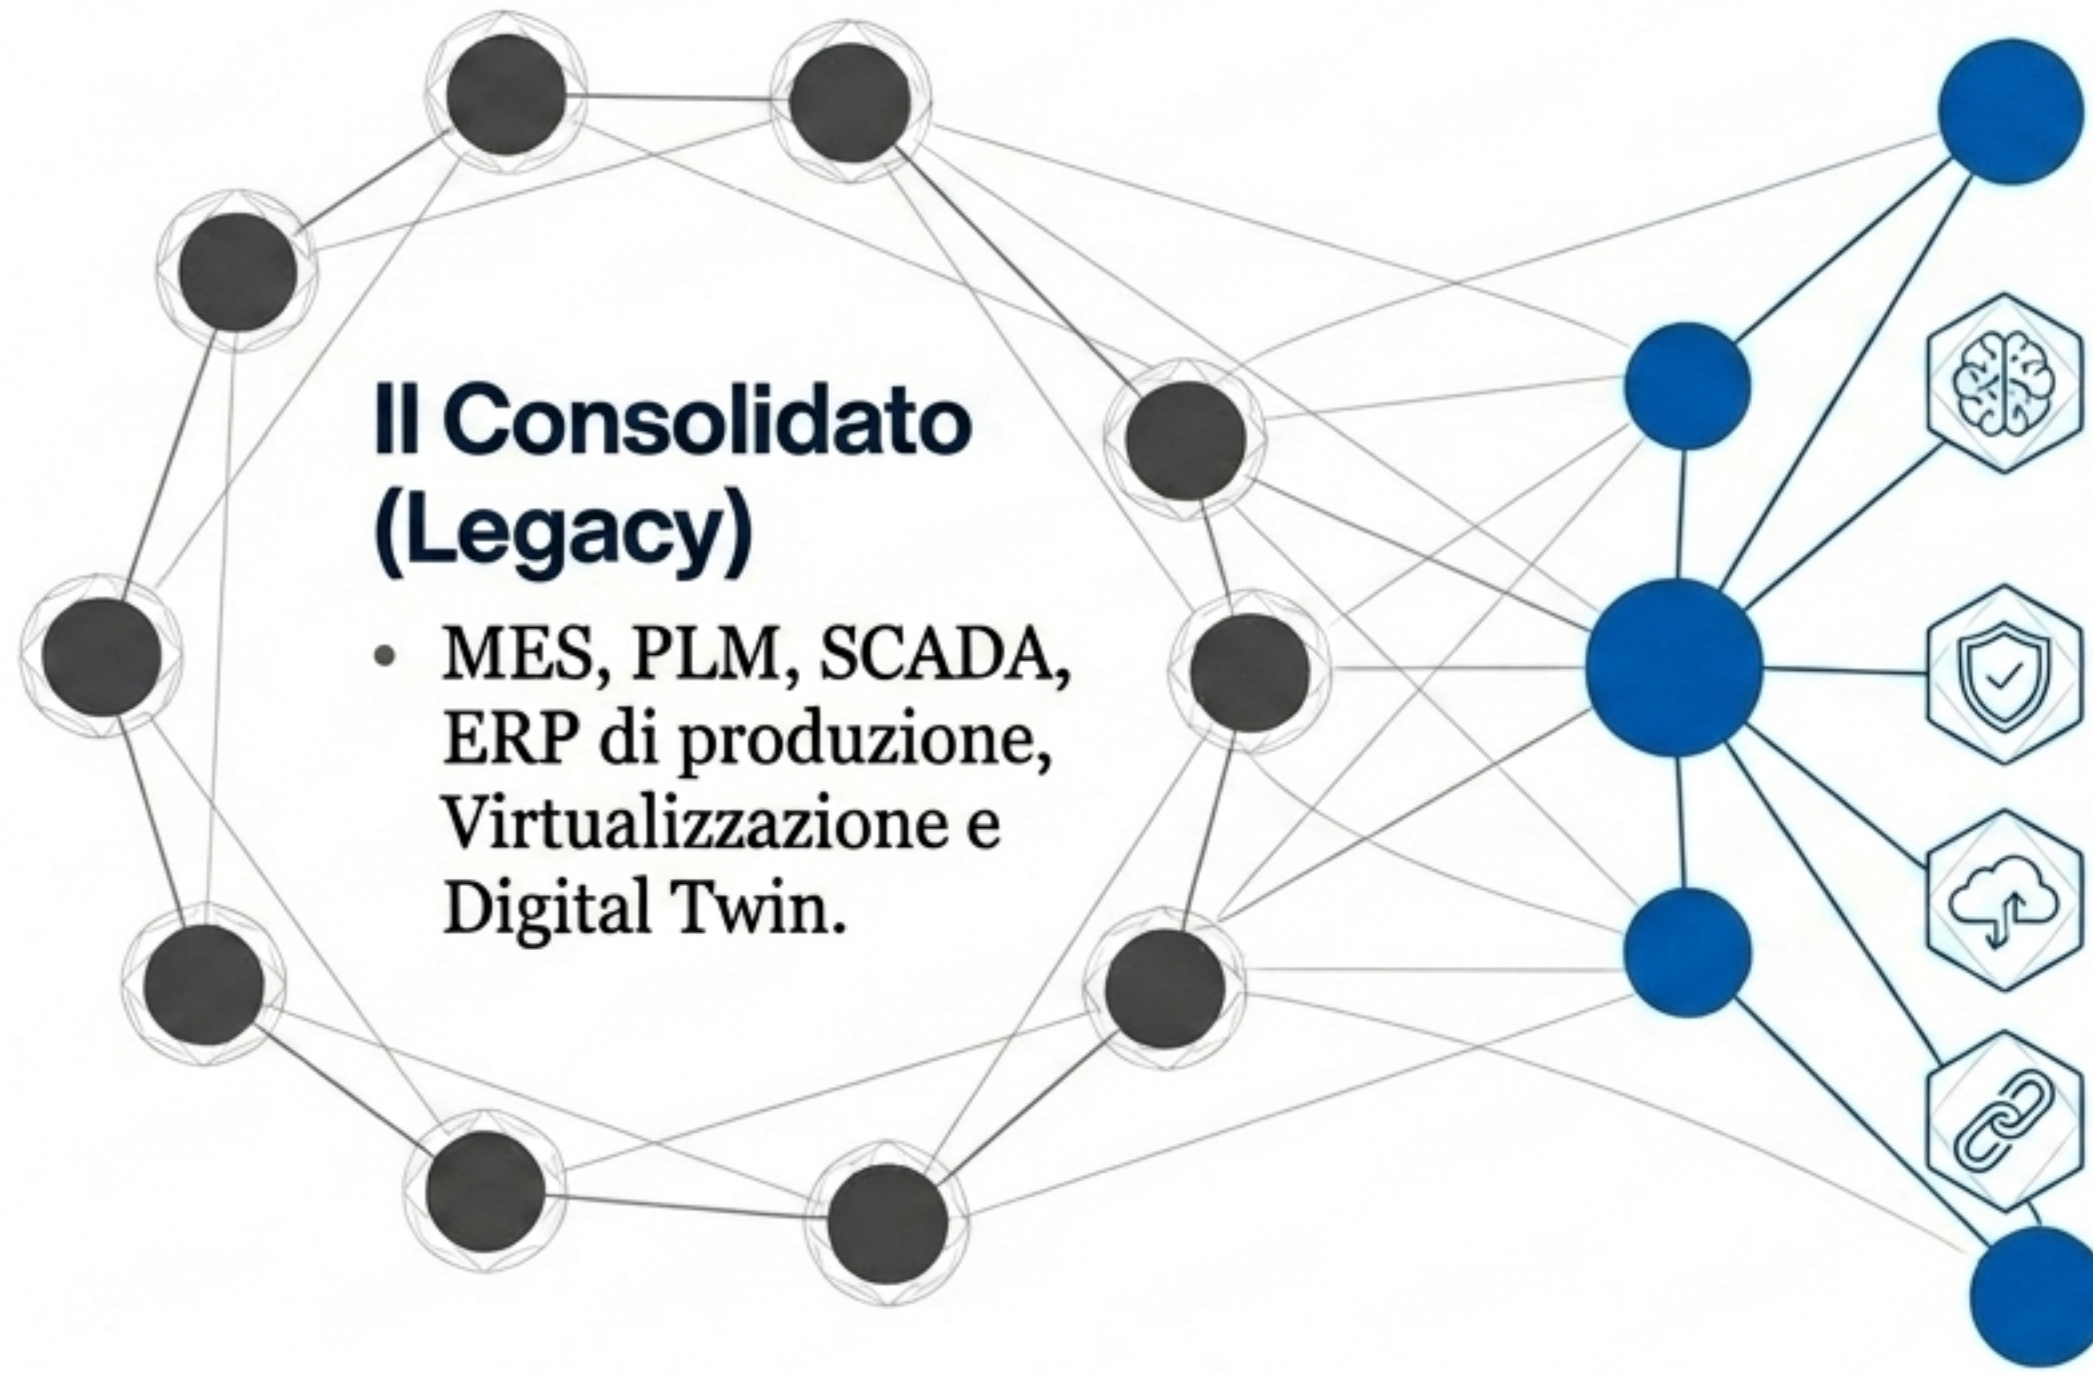 Il Consolidato
(Legacy)
• MES, PLM, SCADA,
ERP di produzione,
Virtualizzazione e
Digital Twin.